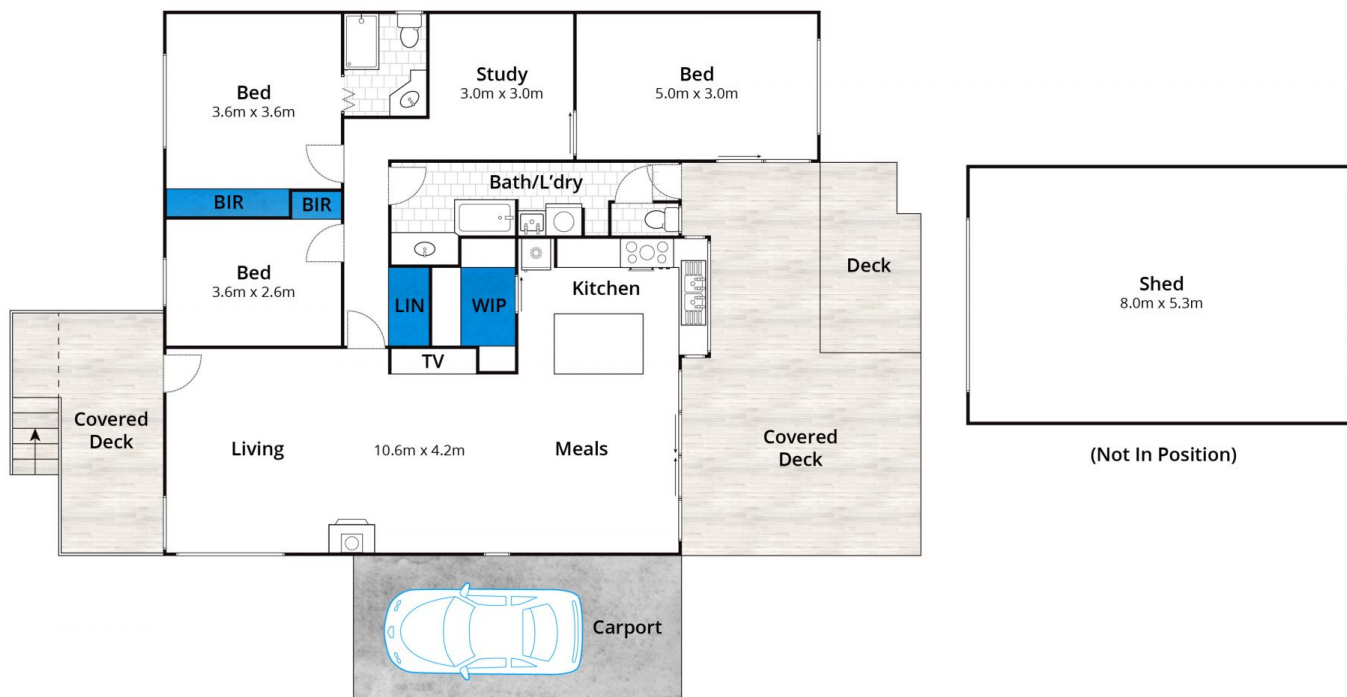 Bed
3.6m x 3.6m
Study
3.0m x 3.0m
Bed
5.0m x 3.0m
Bath/L'dry
BIR
BIR
Bed
3.6m x 2.6m
LIN
WIP
Kitchen
TV
Deck
Shed
8.0m x 5.3m
(Not In Position)
Covered
Deck
Living
10.6m x 4.2m
Meals
Covered
Deck
Carport